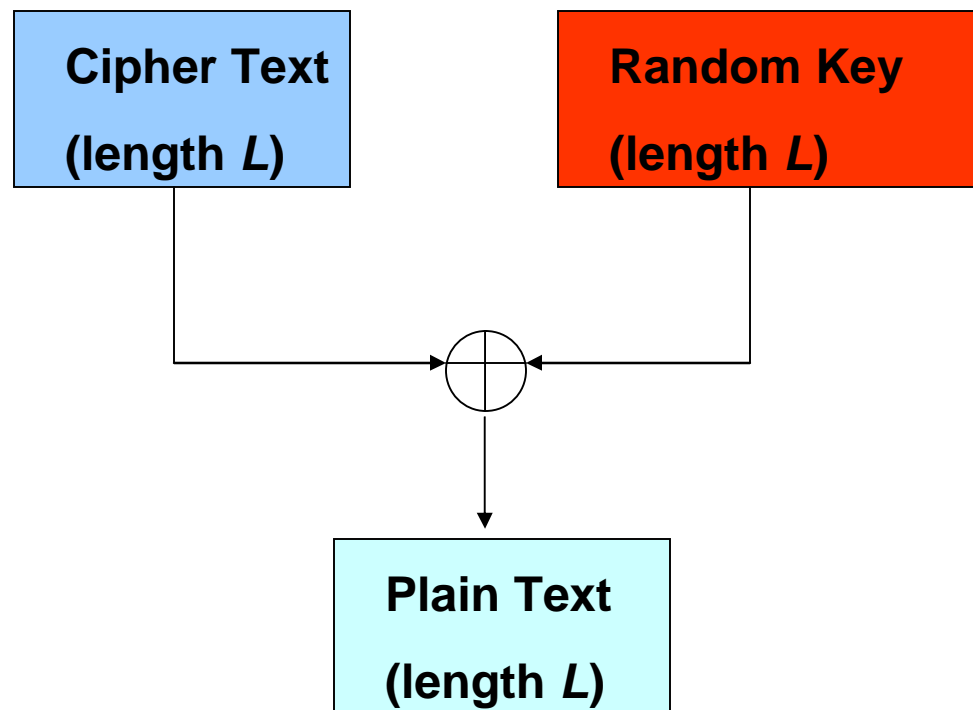 Cipher Text
(length L)
Random Key
(length L)
Plain Text
(length L)